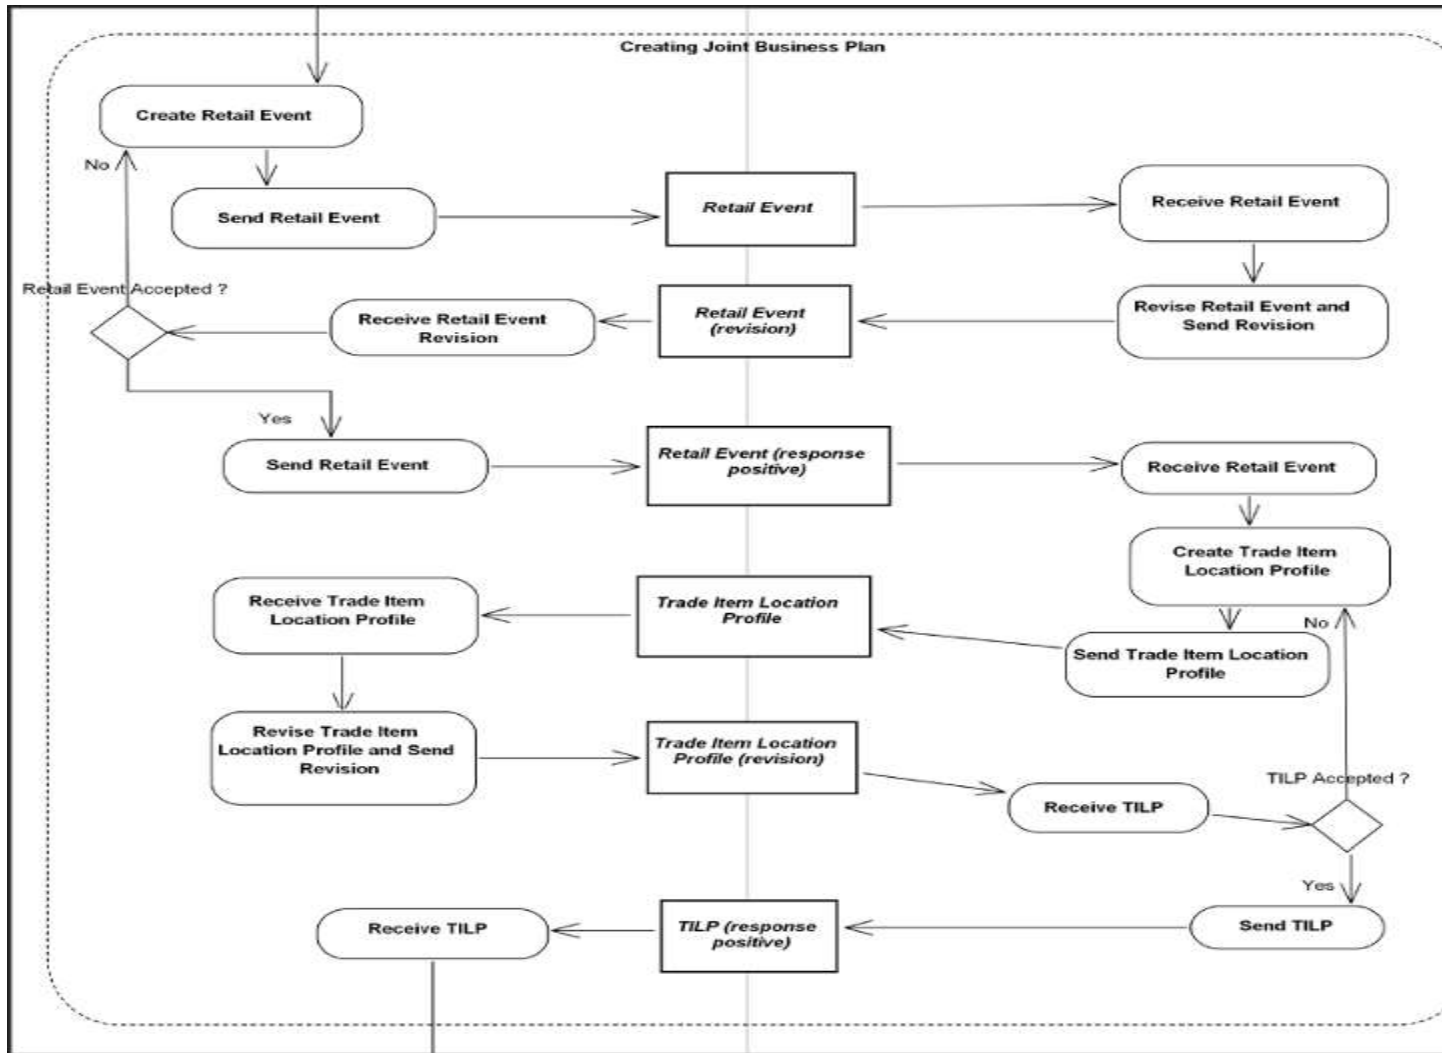 Creating Joint Business Plan
Create Retail Event
No
Send Retail Event
Retail Event
Receive Retail Event
Retail Event Accepted ?
Receive Retail Event
Revision
Retail Event
(revision)
Revise Retail Event and
Send Revision
Yes
Send Retail Event
Retail Event (response
positive)
Receive Retail Event
Create Trade Item
Location Profile
Receive Trade Item
Location Profile
Trade Item Location
Profile
No
Send Trade Item Location
Profile
Revise Trade Item
Location Profile and Send
Revision
Trade Item Location
Profile (revision)
TILP Accepted ?
Receive TILP
Yes
Receive TILP
TILP (response
positive)
Send TILP